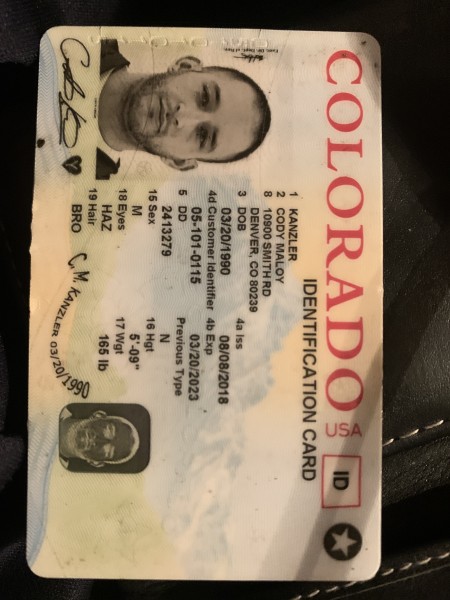 COLORADO USA
IDENTIFICATION CARD
ID
1 KANZLER
2 CODY MALOY
8 10900 SMITH RD
DENVER, CO 80239
3 DOB
03/20/1990
4a Iss
08/08/2018
4d Customer Identifier
05-101-0115
4b Exp
03/20/2023
5 DD
2413279
Previous Type
N
15 Sex
M
16 Hgt
5'-09"
18 Eyes
HAZ
17 Wgt
165 lb
19 Hair
BRO
C. M. KANZLER 03/20/1990